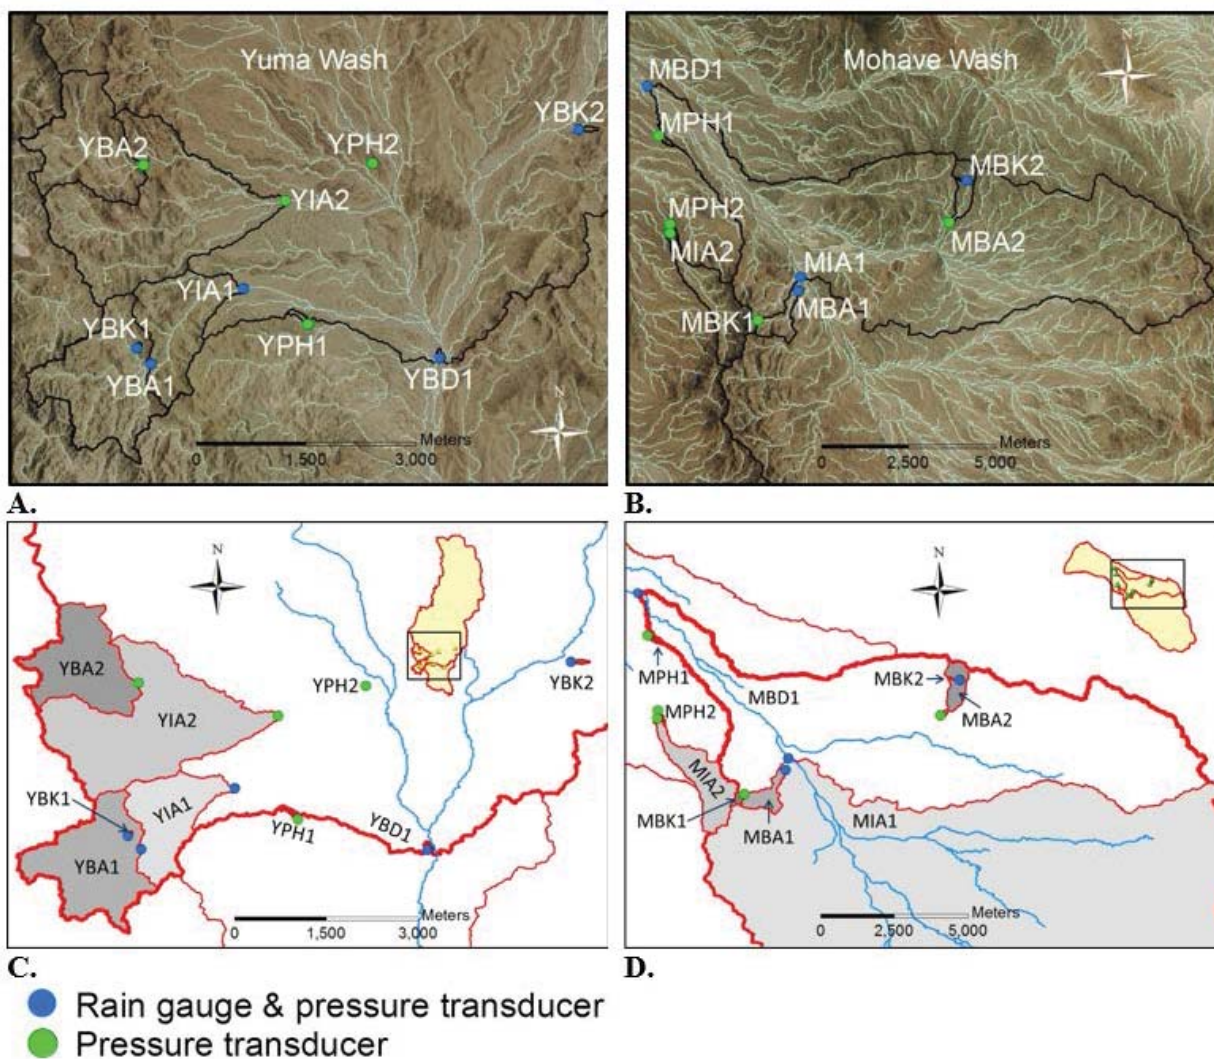 Yuma Wash
YBK2
YBA2
YPH2
YIA2
YIA1
YBK1
YPH1
YBA1
YBD1
Meters
0 1,500 3,000
A.
N
Mohave Wash
MBD1
MPH1
MBK2
MPH2
MBA2
MIA2
MIA1
MBK1
MBA1
Meters
0 2,500 5,000
B.
N
YBA2
YPH2
YBK2
YIA2
YBK1
YIA1
YPH1
YBD1
YBA1
Meters
0 1,500 3,000
C.
N
MPH1
MBD1
MBK2
MPH2
MBA2
MIA2
MBK1
MBA1
MIA1
Meters
0 2,500 5,000
D.
Rain gauge & pressure transducer
Pressure transducer